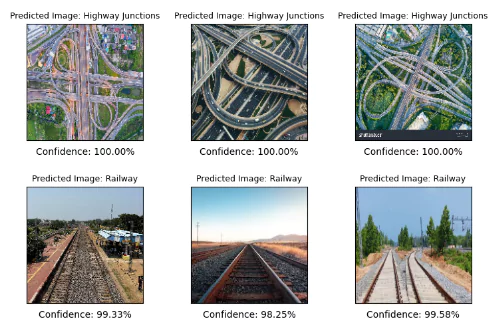 Predicted Image: Highway Junctions
Predicted Image: Highway Junctions
Predicted Image: Highway Junctions
Confidence: 100.00%
Confidence: 100.00%
Confidence: 100.00%
Predicted Image: Railway
Predicted Image: Railway
Predicted Image: Railway
Confidence: 99.33%
Confidence: 98.25%
Confidence: 99.58%